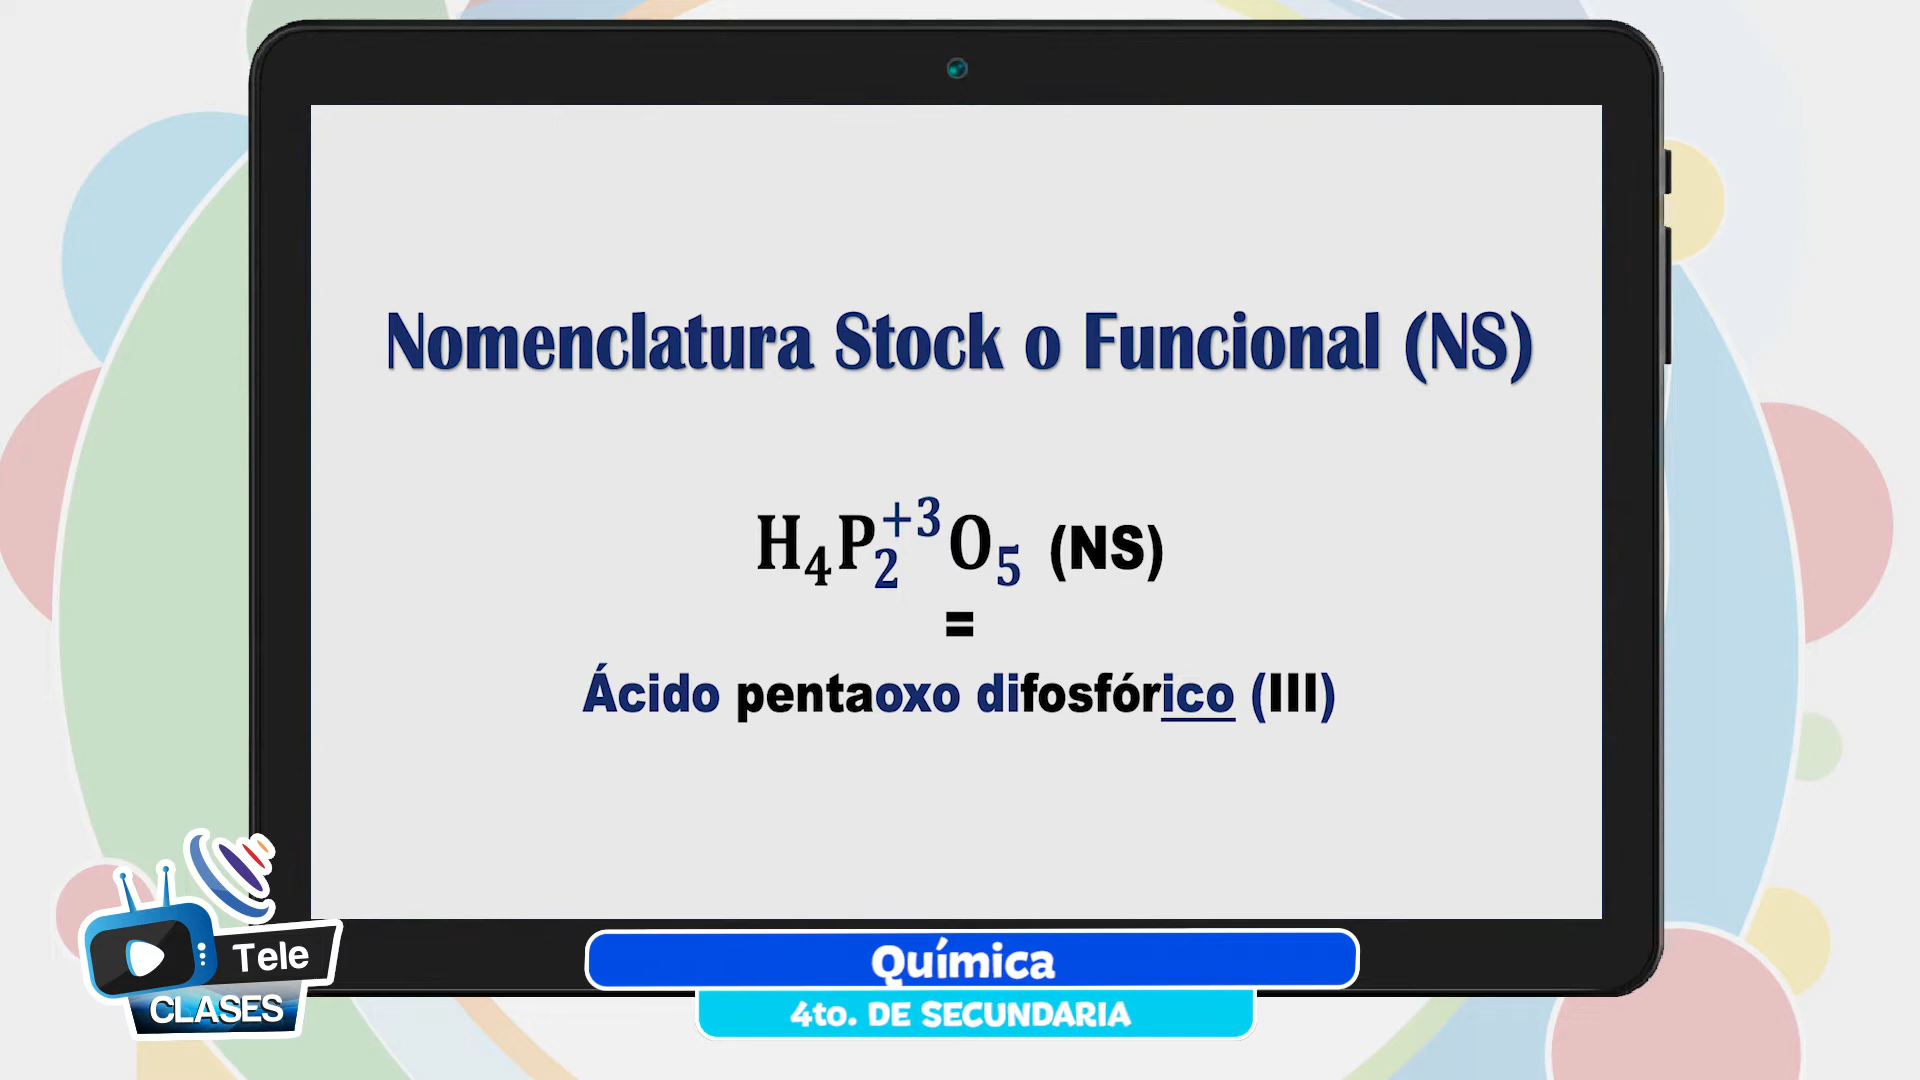 Nomenclatura Stock o Funcional (NS)
H₄P₂⁺³O₅ (NS)
=
Ácido pentaoxo difosfórico (III)
Tele
CLASES
Química
4to. DE SECUNDARIA